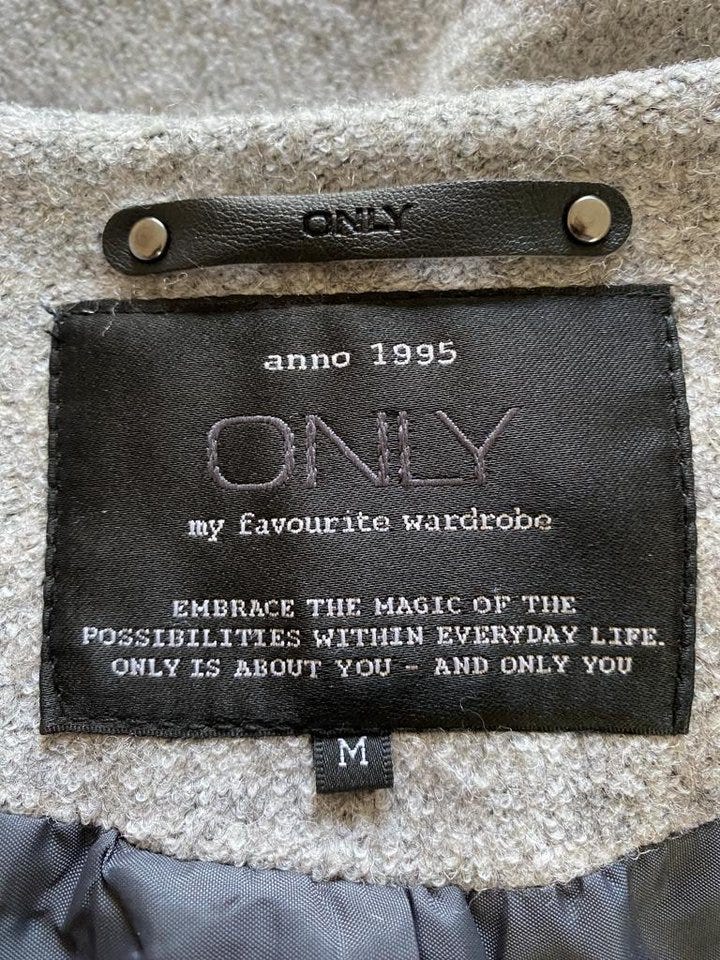 ONLY
anno 1995
ONLY
my favourite wardrobe
EMBRACE THE MAGIC OF THE
POSSIBILITIES WITHIN EVERYDAY LIFE.
ONLY IS ABOUT YOU - AND ONLY YOU
M